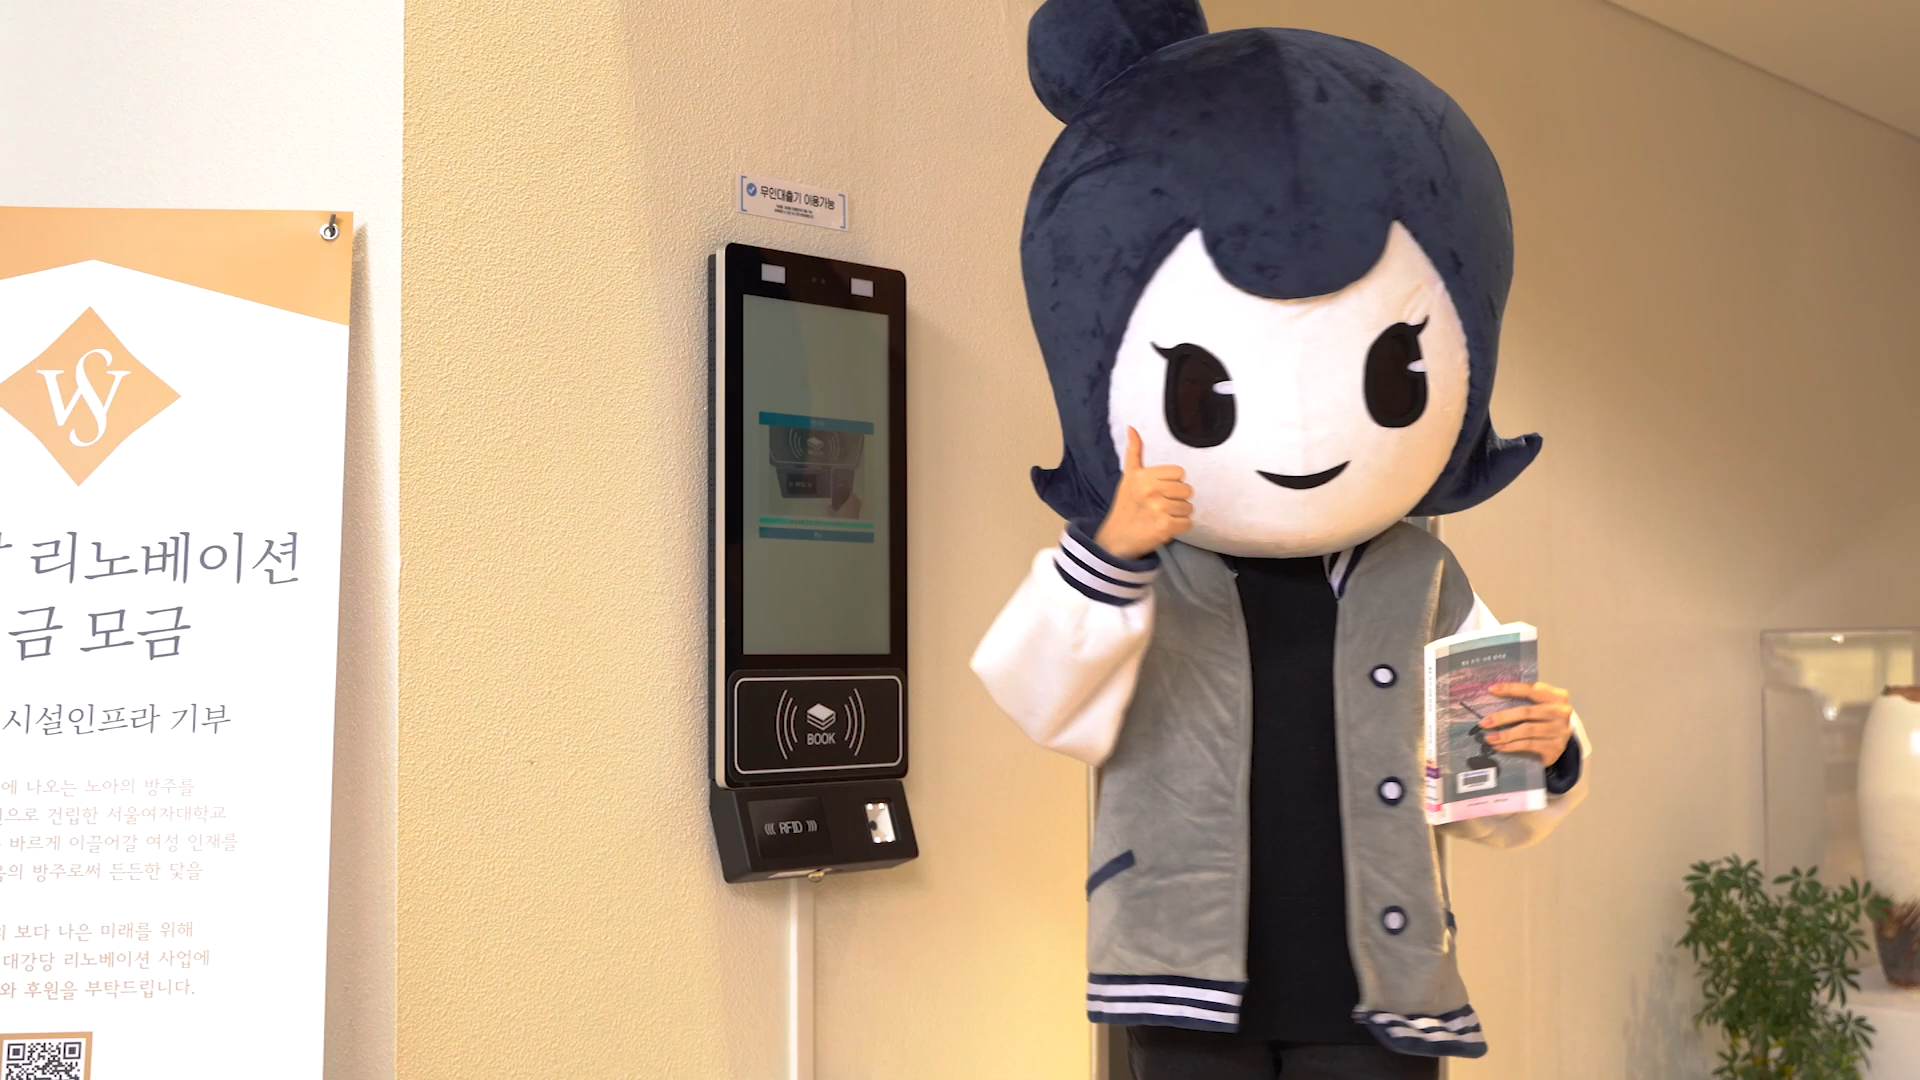 리노베이션
금 모금
시설인프라 기부
에 나오는 노아의 방주를
으로 건립한 서울여자대학교
바르게 이끌어갈 여성 인재를
의 방주로써 든든한 닻을
보다 나은 미래를 위해
대강당 리노베이션 사업에
와 후원을 부탁드립니다.
무인대출기 이용가능
BOOK
RFID